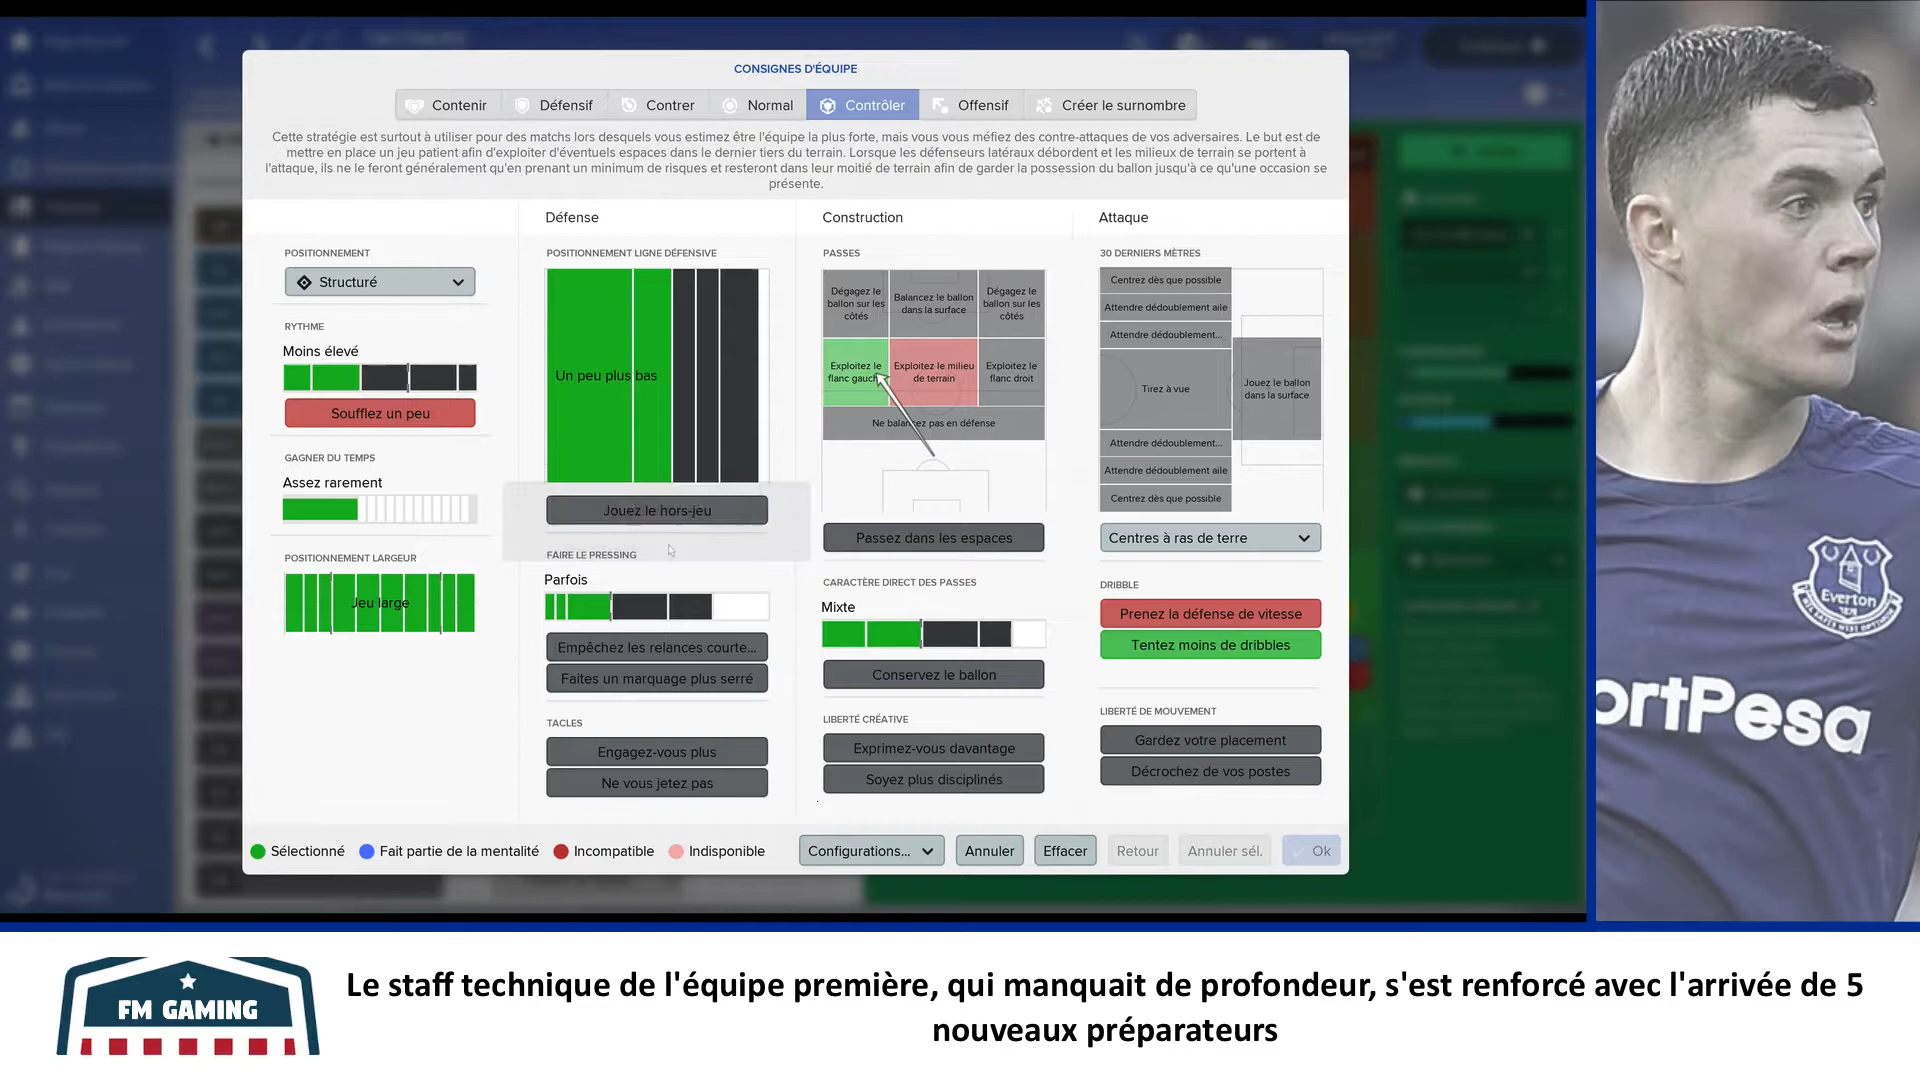 CONSIGNES D'ÉQUIPE
Contenir
Défensif
Contrer
Normal
Contrôler
Offensif
Créer le surnombre
Cette stratégie est surtout à utiliser pour des matchs lors desquels vous estimez être l'équipe la plus forte, mais vous vous méfiez des contre-attaques de vos adversaires. Le but est de
mettre en place un jeu patient afin d'exploiter d'éventuels espaces dans le dernier tiers du terrain. Lorsque les défenseurs latéraux débordent et les milieux de terrain se portent à
l'attaque, ils ne le feront généralement qu'en prenant un minimum de risques et resteront dans leur moitié de terrain afin de garder la possession du ballon jusqu'à ce qu'une occasion se
présente.
POSITIONNEMENT
Structuré
RYTHME
Moins élevé
Soufflez un peu
GAGNER DU TEMPS
Assez rarement
POSITIONNEMENT LARGEUR
Jeu large
Défense
POSITIONNEMENT LIGNE DÉFENSIVE
Un peu plus bas
Jouez le hors-jeu
FAIRE LE PRESSING
Parfois
Empêchez les relances courte...
Faites un marquage plus serré
TACLES
Engagez-vous plus
Ne vous jetez pas
Construction
PASSES
Dégagez le
ballon sur les
côtés
Balancez le ballon
dans la surface
Dégagez le
ballon sur les
côtés
Exploitez le
flanc gauche
Exploitez le milieu
de terrain
Exploitez le
flanc droit
Ne balancez pas en défense
Passez dans les espaces
CARACTÈRE DIRECT DES PASSES
Mixte
Conservez le ballon
LIBERTÉ CRÉATIVE
Exprimez-vous davantage
Soyez plus disciplinés
Attaque
30 DERNIERS MÈTRES
Centrez dès que possible
Attendre dédoublement aile
Attendre dédoublement...
Tirez à vue
Jouez le ballon
dans la surface
Attendre dédoublement...
Attendre dédoublement aile
Centrez dès que possible
Centres à ras de terre
DRIBBLE
Prenez la défense de vitesse
Tentez moins de dribbles
LIBERTÉ DE MOUVEMENT
Gardez votre placement
Décrochez de vos postes
Sélectionné
Fait partie de la mentalité
Incompatible
Indisponible
Configurations...
Annuler
Effacer
Retour
Annuler sél.
Ok
Everton
1878
ortPesa
FM GAMING
Le staff technique de l'équipe première, qui manquait de profondeur, s'est renforcé avec l'arrivée de 5
nouveaux préparateurs